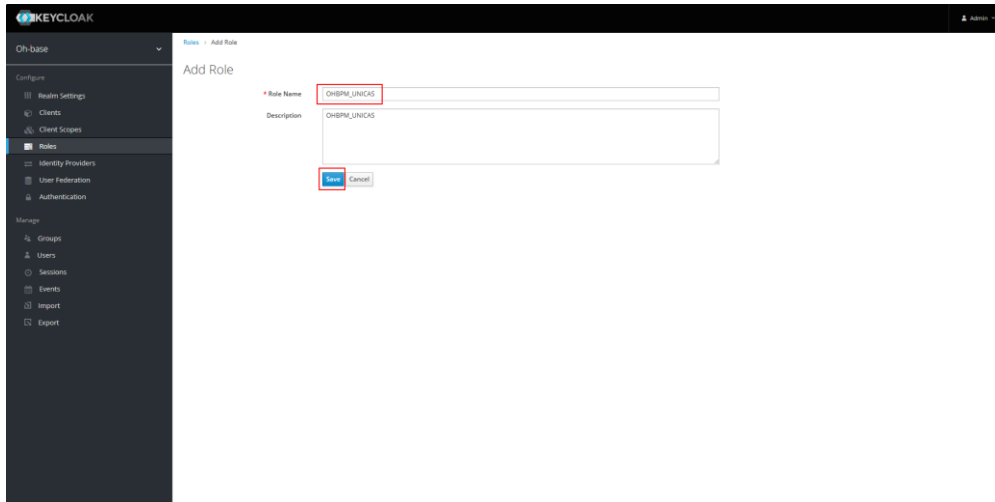 KEYCLOAK
Admin
Oh-base
Roles > Add Role
Add Role
Configure
Realm Settings
Clients
Client Scopes
Roles
Identity Providers
User Federation
Authentication
Manage
Groups
Users
Sessions
Events
Import
Export
* Role Name
OHBPM_UNICAS
Description
OHBPM_UNICAS
Save Cancel